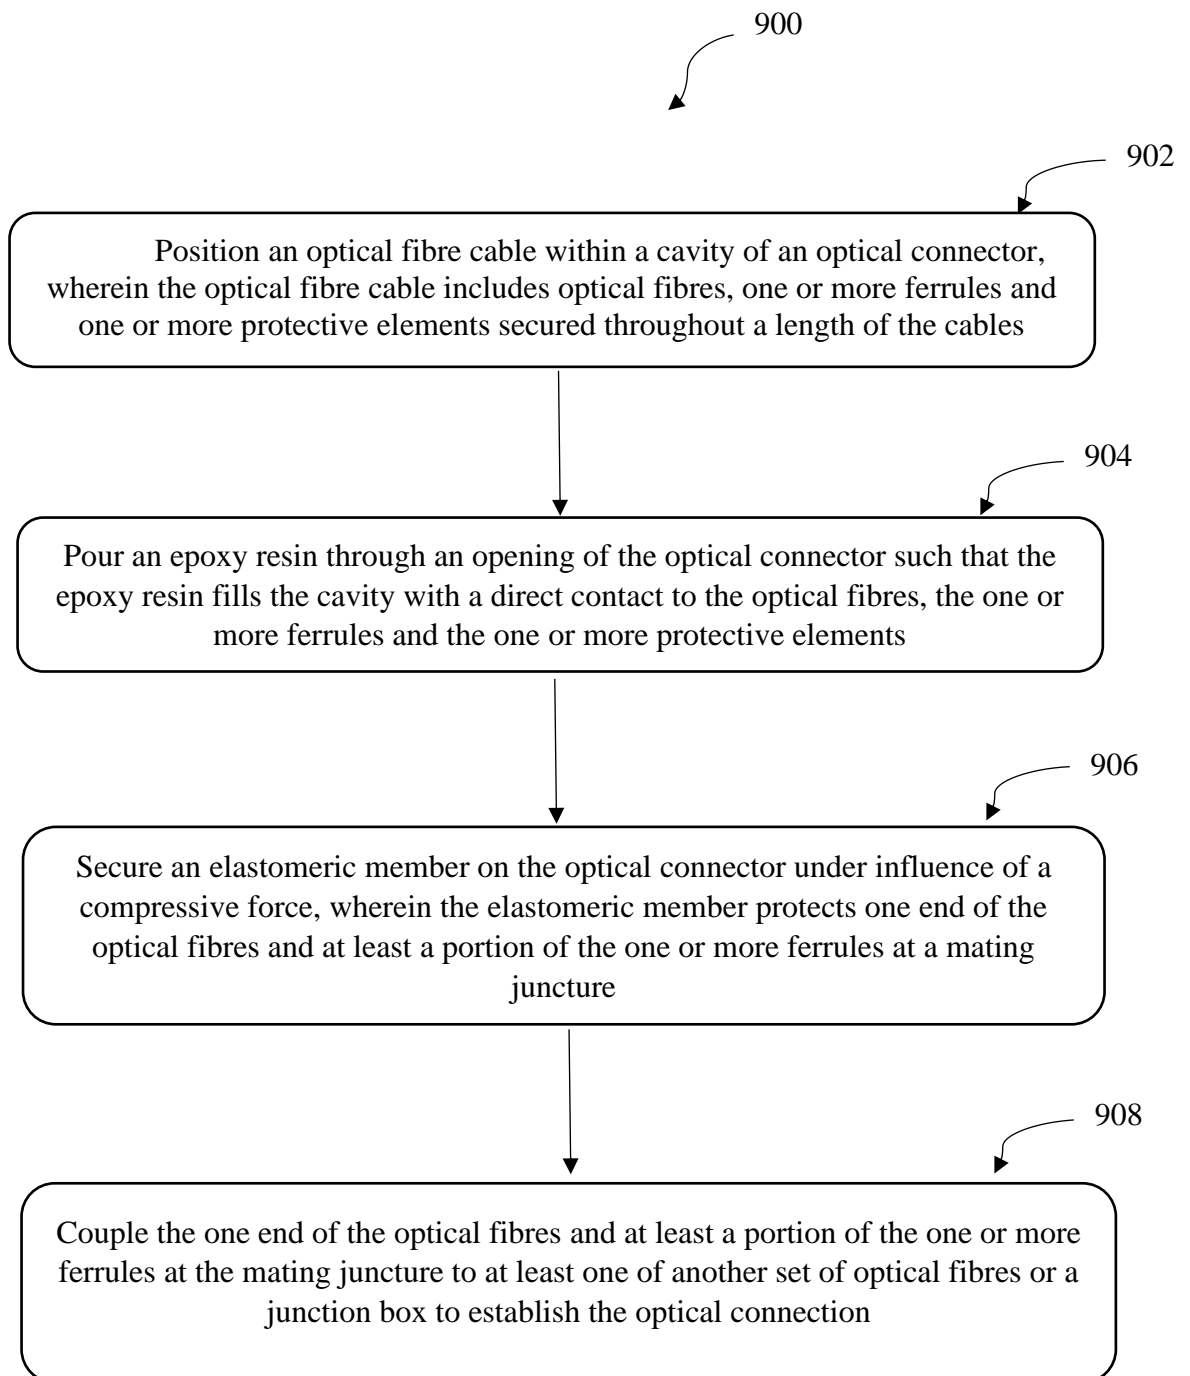 900
902
Position an optical fibre cable within a cavity of an optical connector,
wherein the optical fibre cable includes optical fibres, one or more ferrules and
one or more protective elements secured throughout a length of the cables
904
Pour an epoxy resin through an opening of the optical connector such that the
epoxy resin fills the cavity with a direct contact to the optical fibres, the one or
more ferrules and the one or more protective elements
906
Secure an elastomeric member on the optical connector under influence of a
compressive force, wherein the elastomeric member protects one end of the
optical fibres and at least a portion of the one or more ferrules at a mating
juncture
908
Couple the one end of the optical fibres and at least a portion of the one or more
ferrules at the mating juncture to at least one of another set of optical fibres or a
junction box to establish the optical connection